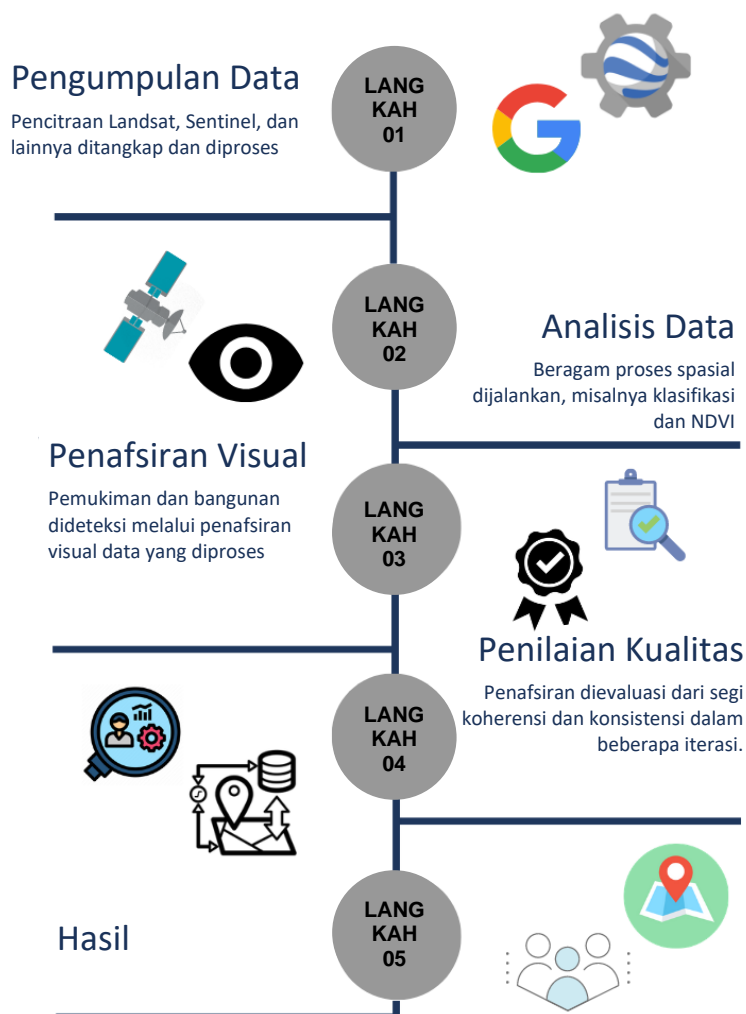 Pengumpulan Data
Pencitraan Landsat, Sentinel, dan
lainnya ditangkap dan diproses
LANG
KAH
01
LANG
KAH
02
Analisis Data
Beragam proses spasial
dijalankan, misalnya klasifikasi
dan NDVI
Penafsiran Visual
Pemukiman dan bangunan
dideteksi melalui penafsiran
visual data yang diproses
LANG
KAH
03
Penilaian Kualitas
Penafsiran dievaluasi dari segi
koherensi dan konsistensi dalam
beberapa iterasi.
LANG
KAH
04
Hasil
LANG
KAH
05